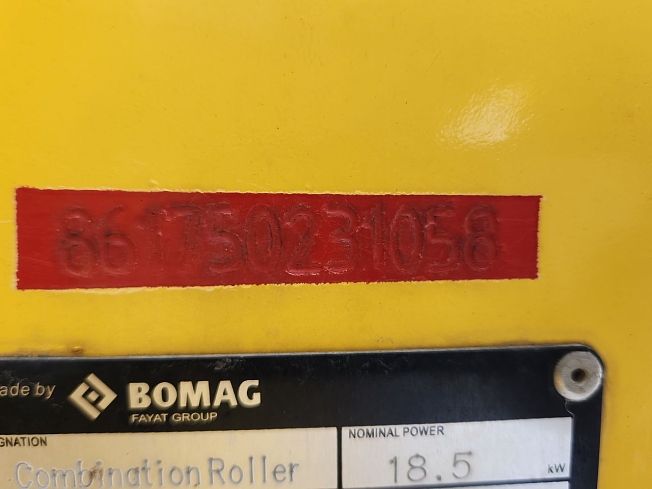 861750231058
ade by BOMAG
FAYAT GROUP
GNATION
NOMINAL POWER
Combination Roller
18.5 kW